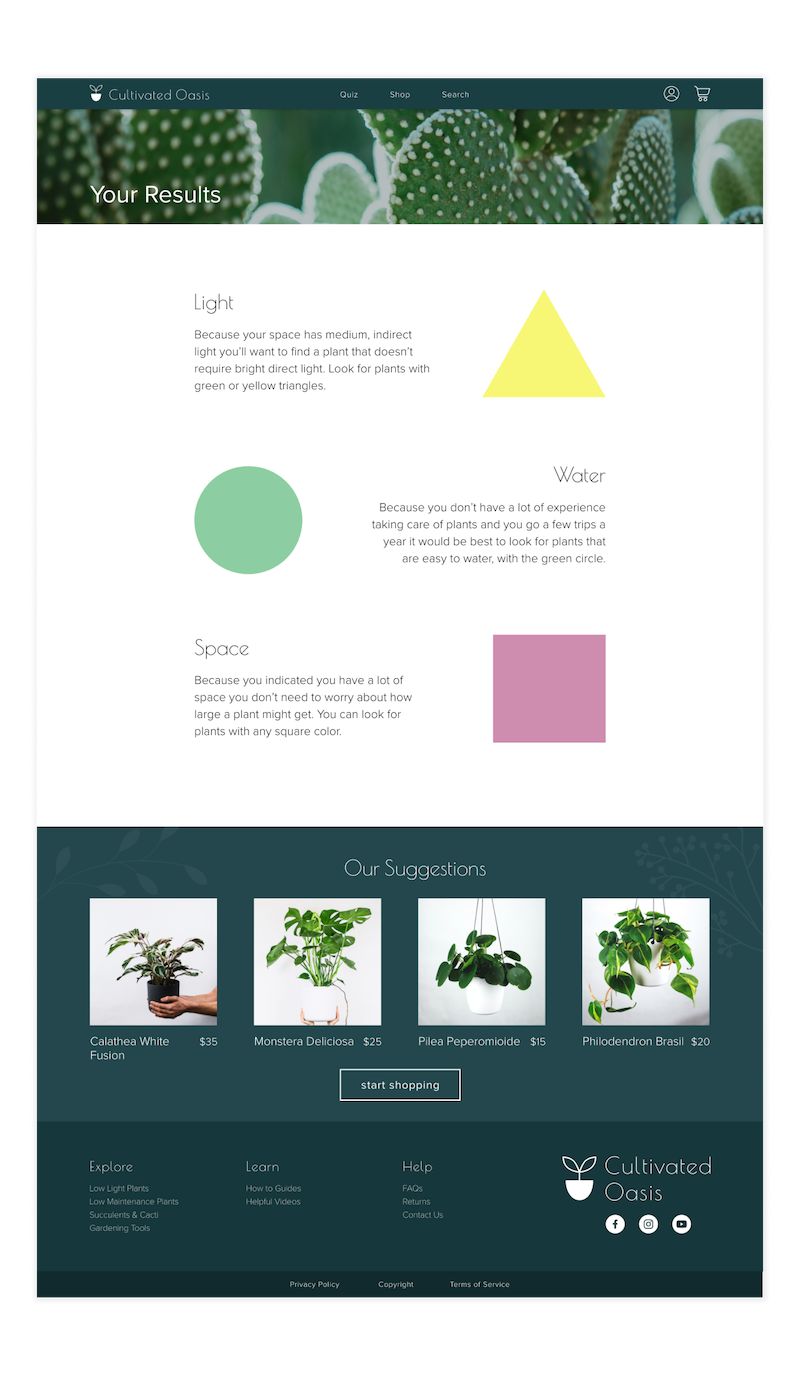 Cultivated Oasis
Quiz
Shop
Search
Your Results
Light
Because your space has medium, indirect
light you’ll want to find a plant that doesn’t
require bright direct light. Look for plants with
green or yellow triangles.
Water
Because you don’t have a lot of experience
taking care of plants and you go a few trips a
year it would be best to look for plants that
are easy to water, with the green circle.
Space
Because you indicated you have a lot of
space you don’t need to worry about how
large a plant might get. You can look for
plants with any square color.
Our Suggestions
Calathea White
Fusion
$35
Monstera Deliciosa
$25
Pilea Peperomioide
$15
Philodendron Brasil
$20
start shopping
Explore
Low Light Plants
Low Maintenance Plants
Succulents & Cacti
Gardening Tools
Learn
How to Guides
Helpful Videos
Help
FAQs
Returns
Contact Us
Cultivated
Oasis
Privacy Policy
Copyright
Terms of Service